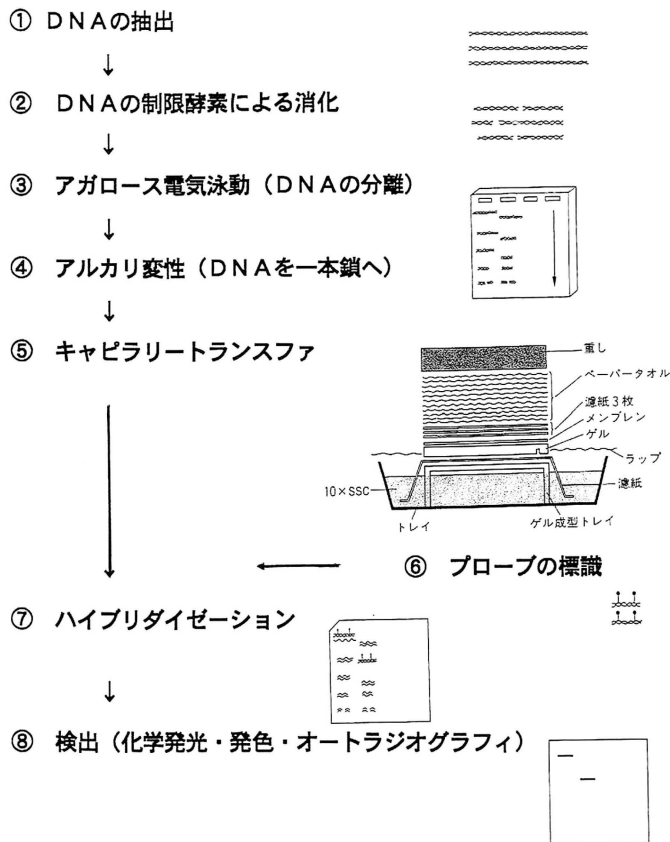 ① DNAの抽出
↓
② DNAの制限酵素による消化
↓
③ アガロース電気泳動（DNAの分離）
↓
④ アルカリ変性（DNAを一本鎖へ）
↓
⑤ キャピラリートランスファ
重し
ペーパータオル
濾紙3枚
メンブレン
ゲル
ラップ
10×SSC
濾紙
トレイ
ゲル成型トレイ
⑥ プローブの標識
⑦ ハイブリダイゼーション
↓
⑧ 検出（化学発光・発色・オートラジオグラフィ）